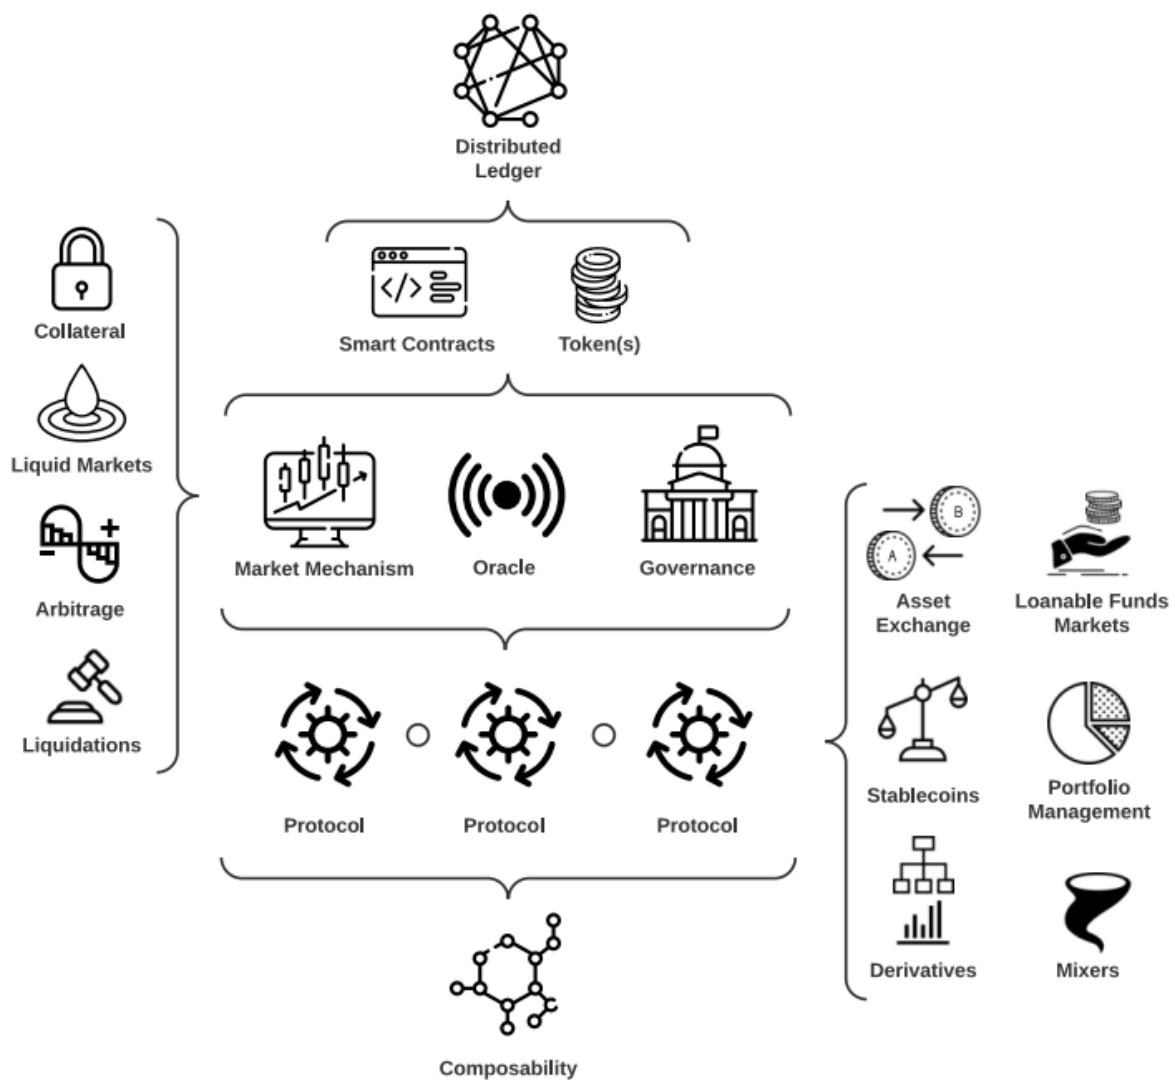 Distributed
Ledger
Collateral
Smart Contracts
Token(s)
Liquid Markets
Arbitrage
Liquidations
Market Mechanism
Oracle
Governance
B
A
Asset
Exchange
Loanable Funds
Markets
Stablecoins
Portfolio
Management
Derivatives
Mixers
Protocol
Protocol
Protocol
Composability